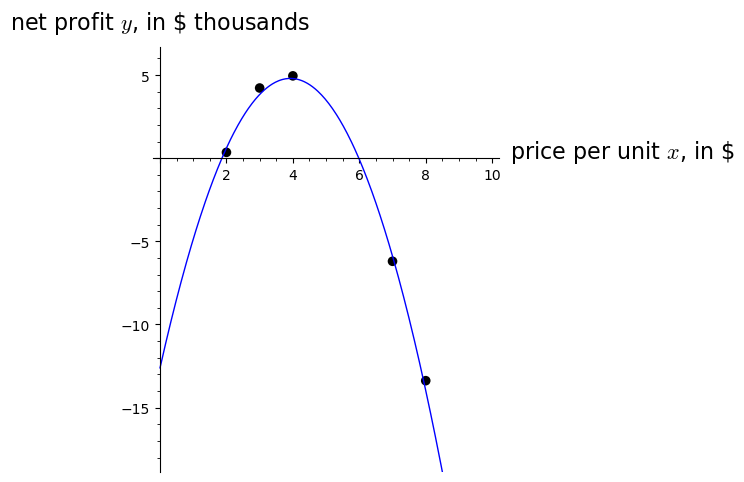 net profit y, in $ thousands
5
price per unit x, in $
2 4 6 8 10
−5
−10
−15